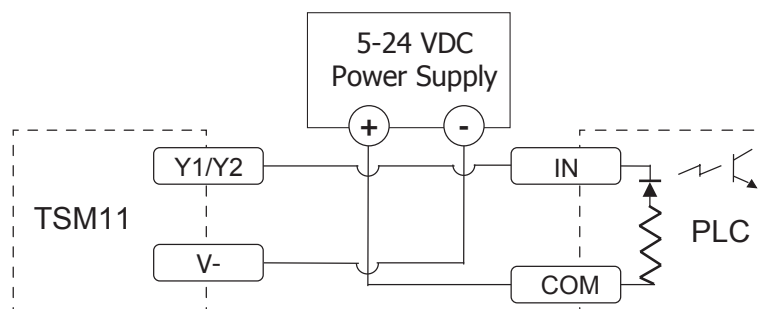 5-24 VDC
Power Supply
+ -
Y1/Y2 IN
TSM11 PLC
V-
COM